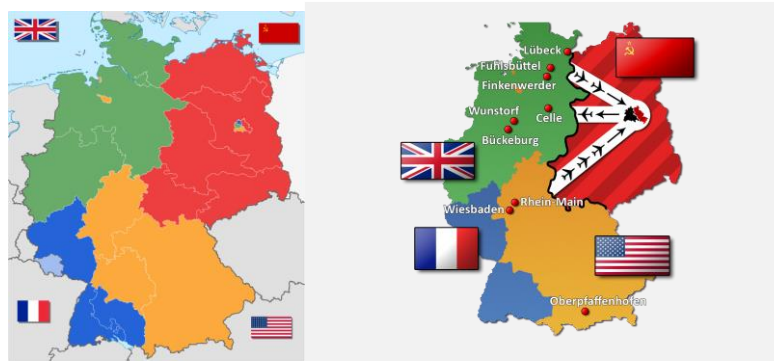 Lübeck
Fuhlsbüttel
Finkenwerder
Wunstorf
Celle
Bückeburg
Rhein-Main
Wiesbaden
Oberpfaffenhofen